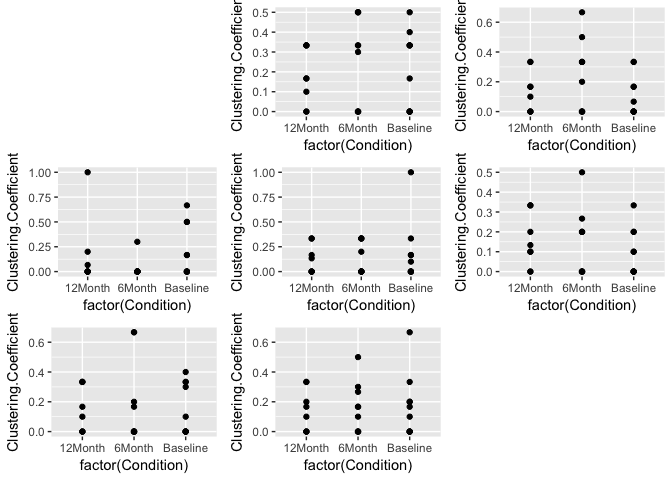 Clustering.Coefficient
0.5
0.4
0.3
0.2
0.1
0.0
12Month 6Month Baseline
factor(Condition)
Clustering.Coefficient
0.6
0.4
0.2
0.0
12Month 6Month Baseline
factor(Condition)
Clustering.Coefficient
1.00
0.75
0.50
0.25
0.00
12Month 6Month Baseline
factor(Condition)
Clustering.Coefficient
1.00
0.75
0.50
0.25
0.00
12Month 6Month Baseline
factor(Condition)
Clustering.Coefficient
0.5
0.4
0.3
0.2
0.1
0.0
12Month 6Month Baseline
factor(Condition)
Clustering.Coefficient
0.6
0.4
0.2
0.0
12Month 6Month Baseline
factor(Condition)
Clustering.Coefficient
0.6
0.4
0.2
0.0
12Month 6Month Baseline
factor(Condition)